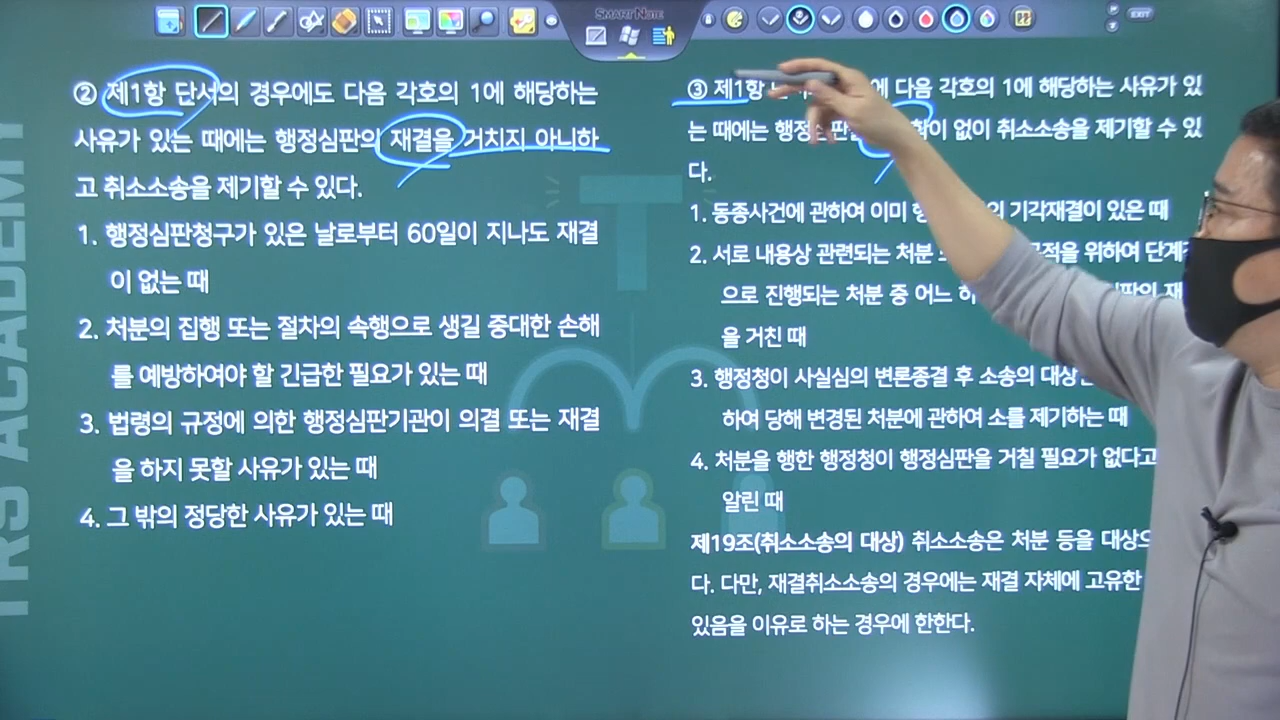 SMART NOTE
EXIT
② 제1항 단서의 경우에도 다음 각호의 1에 해당하는
사유가 있는 때에는 행정심판의 재결을 거치지 아니하
고 취소소송을 제기할 수 있다.
1. 행정심판청구가 있은 날로부터 60일이 지나도 재결
이 없는 때
2. 처분의 집행 또는 절차의 속행으로 생길 중대한 손해
를 예방하여야 할 긴급한 필요가 있는 때
3. 법령의 규정에 의한 행정심판기관이 의결 또는 재결
을 하지 못할 사유가 있는 때
4. 그 밖의 정당한 사유가 있는 때
③ 제1항 에 다음 각호의 1에 해당하는 사유가 있
는 때에는 없이 취소소송을 제기할 수 있
다.
1. 동종사건에 관하여 이미 기각재결이 있은 때
2. 서로 내용상 관련되는 처분 위하여
으로 진행되는 처분 중 어느
을 거친 때
3. 행정청이 사실심의 변론종결 후 소송의
하여 당해 변경된 처분에 관하여 소를 제기하는 때
4. 처분을 행한 행정청이 행정심판을 거칠 필요가 없다고
알린 때
제19조(취소소송의 대상) 취소소송은 처분 등을
다. 다만, 재결취소소송의 경우에는 재결 자체에 고유한
있음을 이유로 하는 경우에 한한다.
ACADEMY